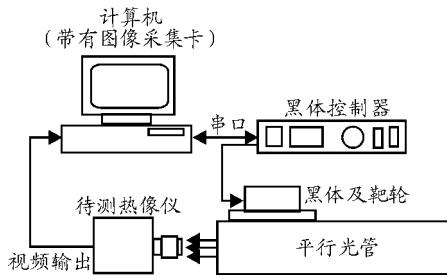 计算机
(带有图像采集卡)
串口
黑体控制器
黑体及靶轮
待测热像仪
平行光管
视频输出